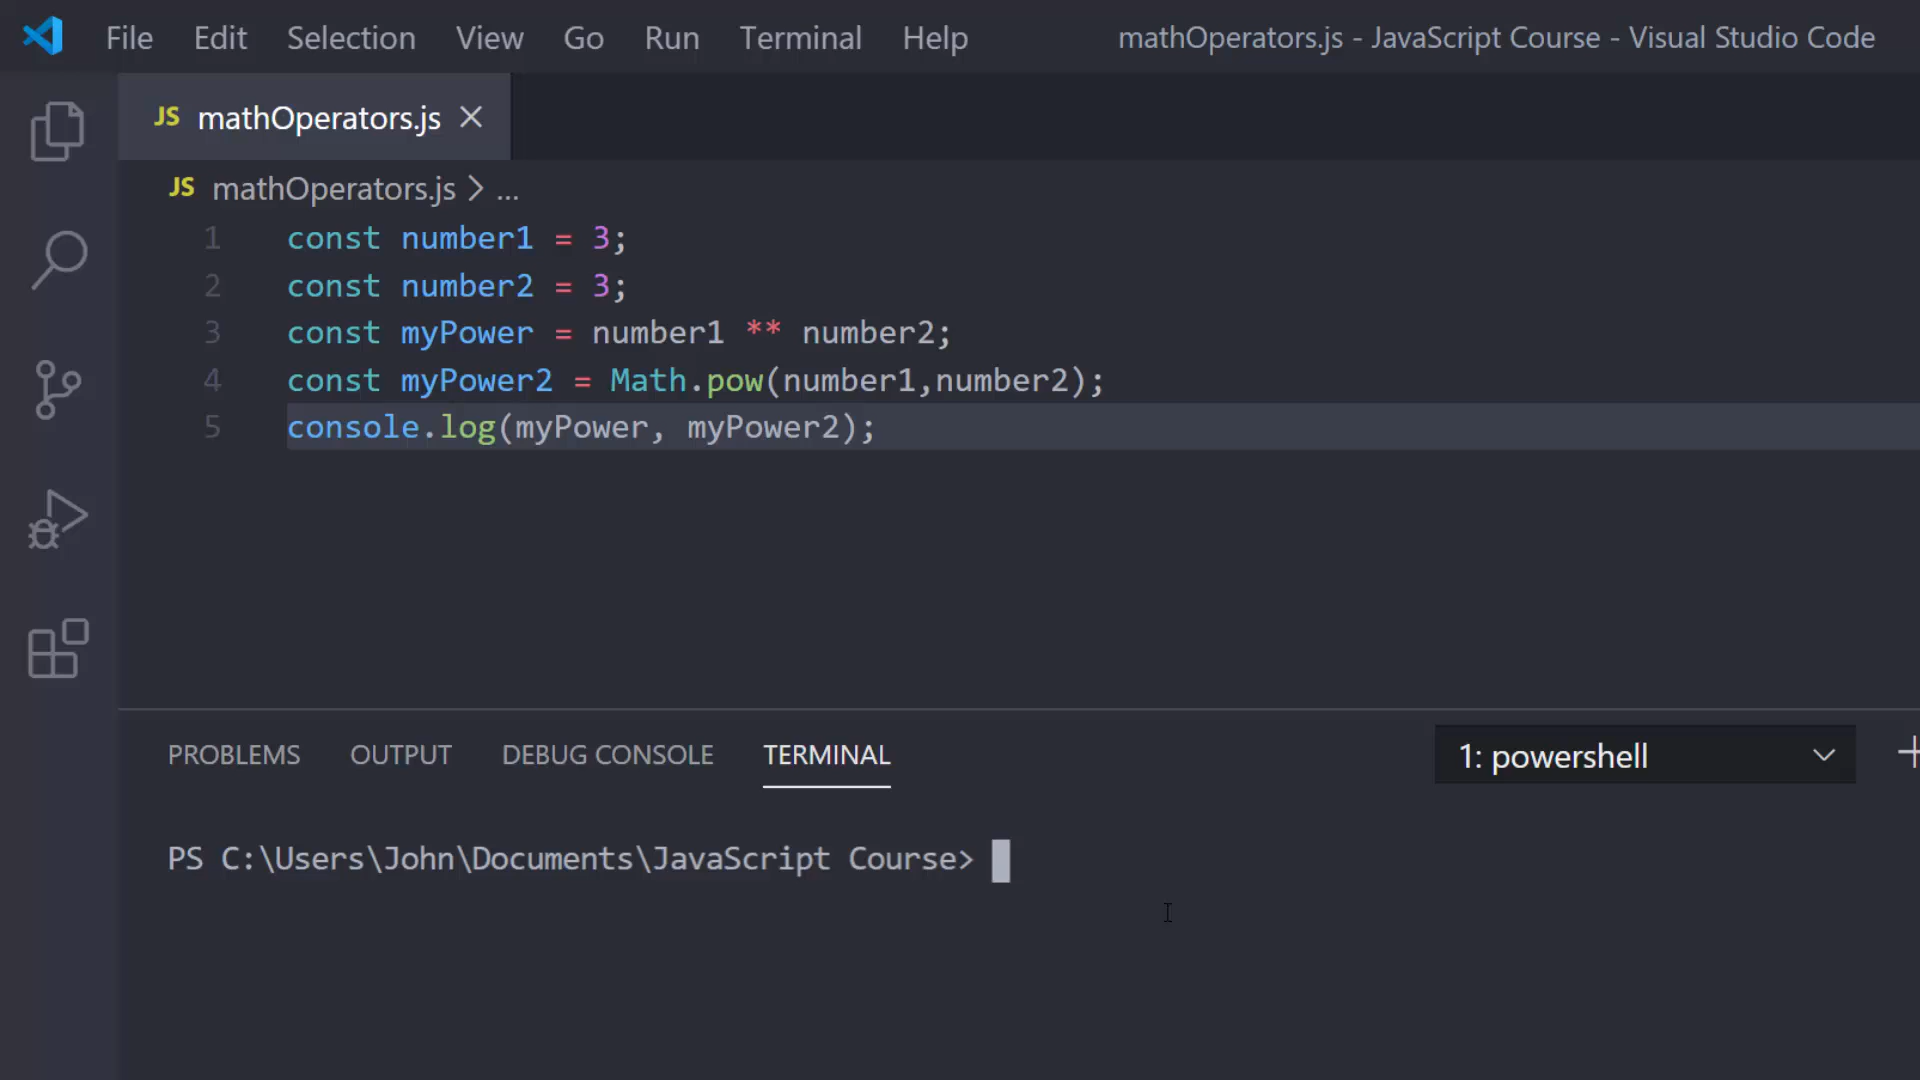 File Edit Selection View Go Run Terminal Help mathOperators.js - JavaScript Course - Visual Studio Code
JS mathOperators.js
JS mathOperators.js > ...
1 const number1 = 3;
2 const number2 = 3;
3 const myPower = number1 ** number2;
4 const myPower2 = Math.pow(number1,number2);
5 console.log(myPower, myPower2);
PROBLEMS OUTPUT DEBUG CONSOLE TERMINAL 1: powershell
PS C:\Users\John\Documents\JavaScript Course>